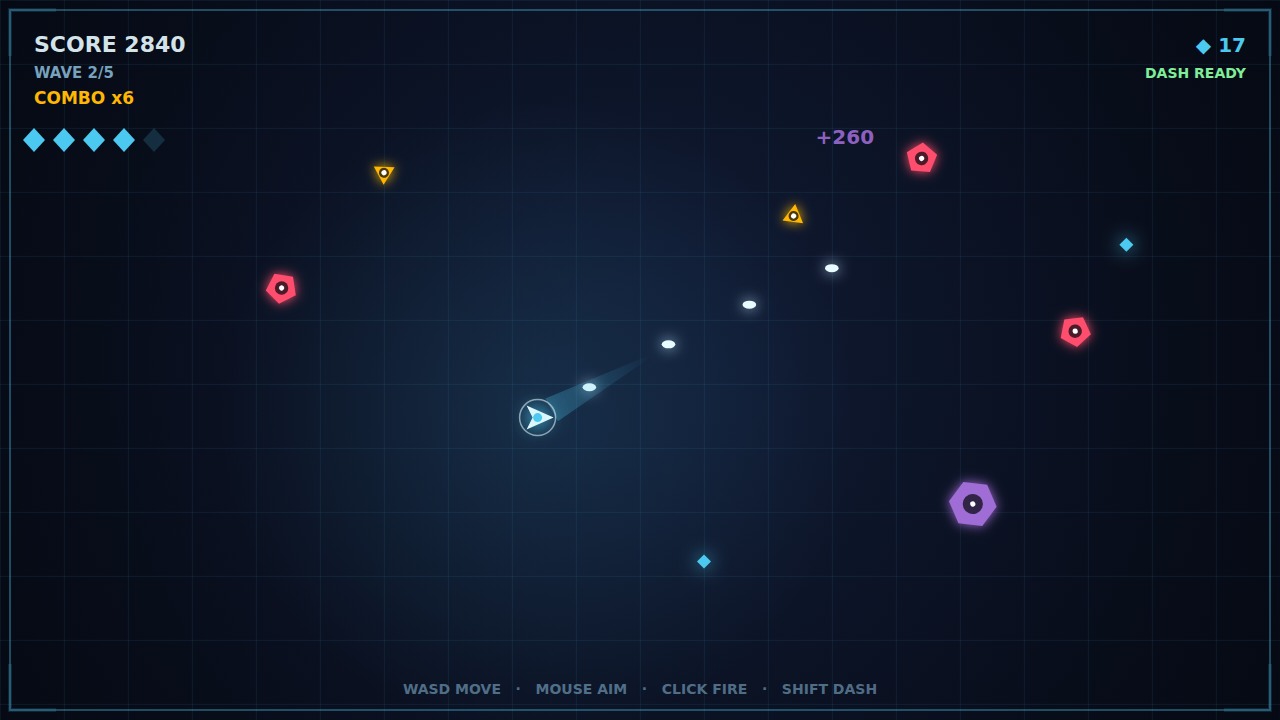 SCORE 2840
WAVE 2/5
COMBO x6
17
DASH READY
+260
WASD MOVE · MOUSE AIM · CLICK FIRE · SHIFT DASH